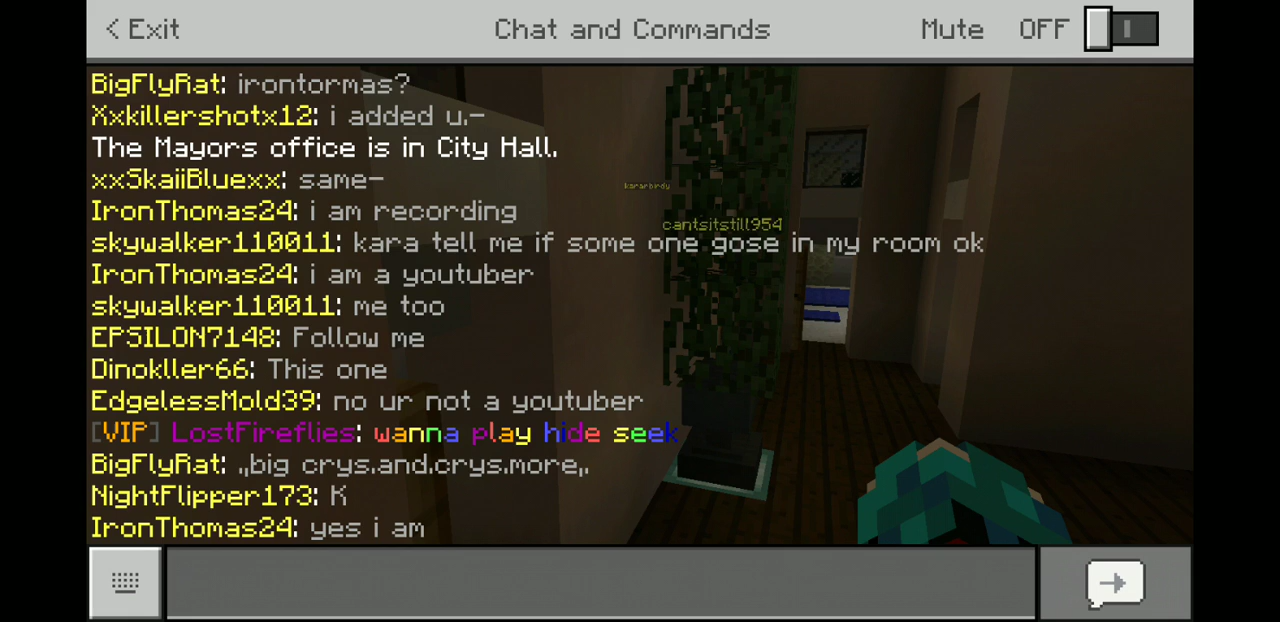 < Exit
Chat and Commands
Mute OFF
BigFlyRat: irontormas?
Xxkillershotx12: i added u.-
The Mayors office is in City Hall.
xxSkaiiBluexx: same-
kararbirdy
IronThomas24: i am recording
cantsitstill954
skywalker110011: kara tell me if some one gose in my room ok
IronThomas24: i am a youtuber
skywalker110011: me too
EPSILON7148: Follow me
Dinokller66: This one
EdgelessMold39: no ur not a youtuber
[VIP] LostFireflies: wanna play hide seek
BigFlyRat: .,big crys.and.crys.more,.
NightFlipper173: K
IronThomas24: yes i am